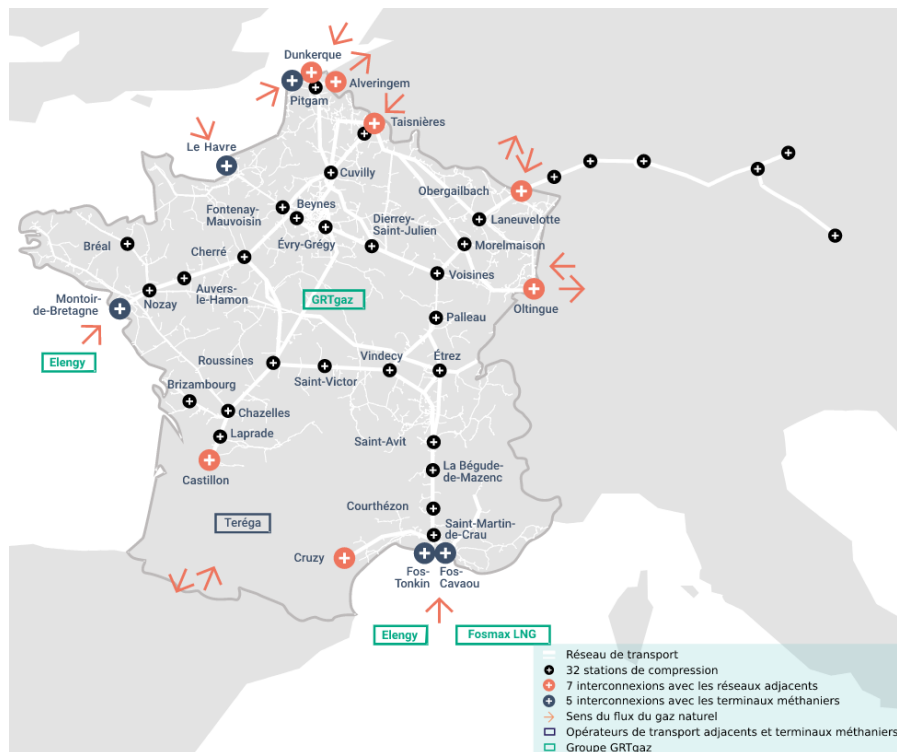 Dunkerque
Alveringem
Pitgam
Taisnières
Le Havre
Cuvilly
Obergailbach
Fontenay-
Mauvoisin
Beynes
Dierrey-
Saint-Julien
Laneuvelotte
Évry-Grégy
Morelmaison
Bréal
Cherré
Voisines
Auvers-
le-Hamon
Nozay
Montoir-
de-Bretagne
GRTgaz
Oltingue
Palleau
Elengy
Roussines
Vindecy
Étrez
Saint-Victor
Brizambourg
Chazelles
Laprade
Saint-Avit
Castillon
La Bégude-
de-Mazenc
Courthézon
Teréga
Saint-Martin-
de-Crau
Cruzy
Fos-
Tonkin
Fos-
Cavaou
Elengy
Fosmax LNG
Réseau de transport
32 stations de compression
7 interconnexions avec les réseaux adjacents
5 interconnexions avec les terminaux méthaniers
Sens du flux du gaz naturel
Opérateurs de transport adjacents et terminaux méthaniers
Groupe GRTgaz